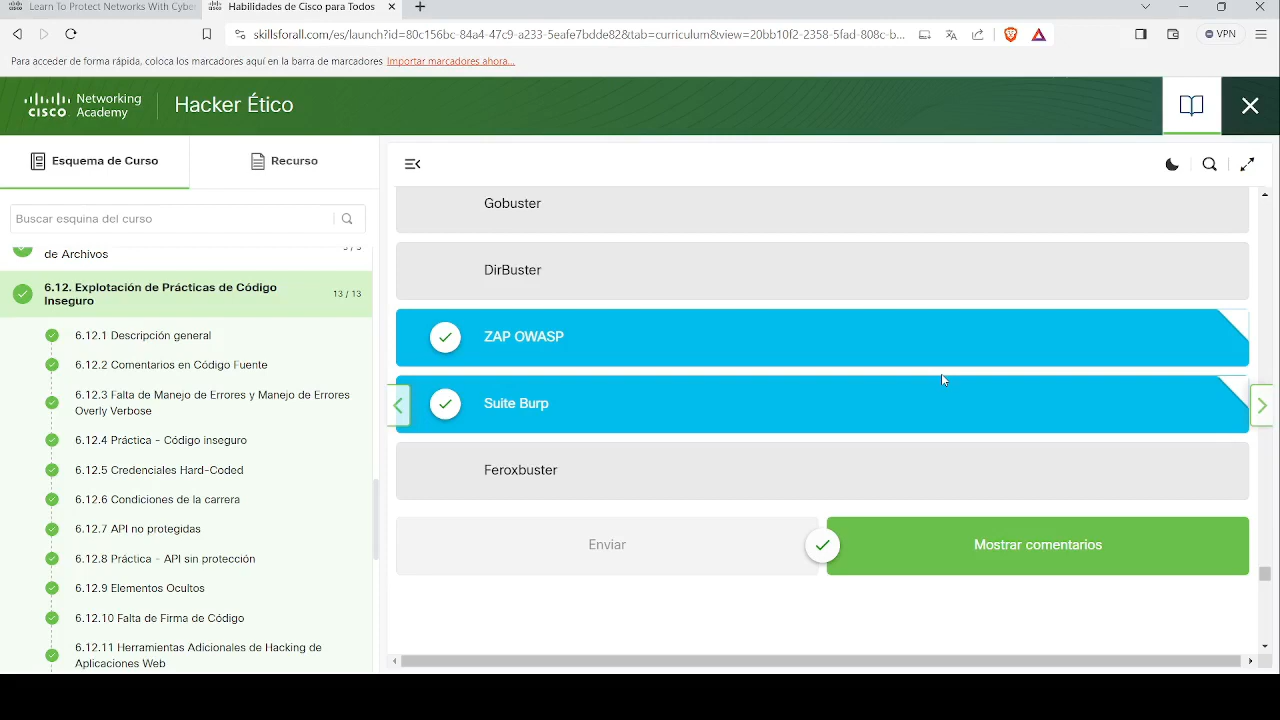 Learn To Protect Networks With Cybe
Habilidades de Cisco para Todos
skillsforall.com/es/launch?id=80c156bc-84a4-47c9-a233-5eafe7bdde82&tab=curriculum&view=20bb10f2-2358-5fad-808c-b...
VPN
Para acceder de forma rápida, coloca los marcadores aquí en la barra de marcadores Importar marcadores ahora...
CISCO Networking Academy
Hacker Ético
Esquema de Curso
Recurso
Buscar esquina del curso
de Archivos
6.12. Explotación de Prácticas de Código
Inseguro
13 / 13
6.12.1 Descripción general
6.12.2 Comentarios en Código Fuente
6.12.3 Falta de Manejo de Errores y Manejo de Errores
Overly Verbose
6.12.4 Práctica - Código inseguro
6.12.5 Credenciales Hard-Coded
6.12.6 Condiciones de la carrera
6.12.7 API no protegidas
6.12.8 Práctica - API sin protección
6.12.9 Elementos Ocultos
6.12.10 Falta de Firma de Código
6.12.11 Herramientas Adicionales de Hacking de
Aplicaciones Web
Gobuster
DirBuster
ZAP OWASP
Suite Burp
Feroxbuster
Enviar
Mostrar comentarios